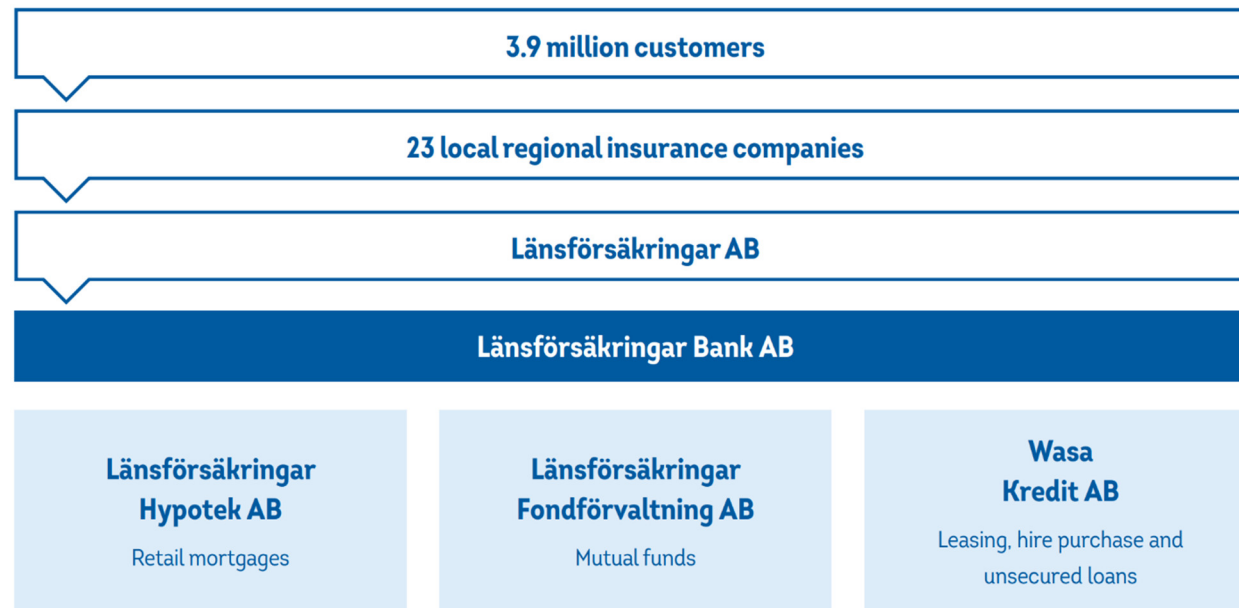 3.9 million customers
23 local regional insurance companies
Länsförsäkringar AB
Länsförsäkringar Bank AB
Länsförsäkringar
Hypotek AB
Retail mortgages
Länsförsäkringar
Fondförvaltning AB
Mutual funds
Wasa
Kredit AB
Leasing, hire purchase and
unsecured loans